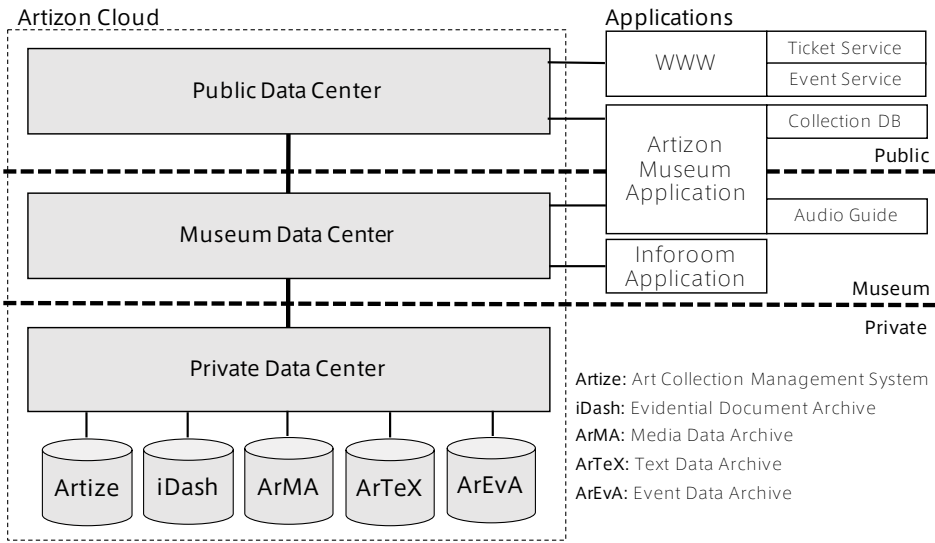 Artizon Cloud
Applications
Public Data Center
WWW
Ticket Service
Event Service
Artizon
Museum
Application
Collection DB
Public
Museum Data Center
Audio Guide
Inforoom
Application
Museum
Private
Private Data Center
Artize: Art Collection Management System
iDash: Evidential Document Archive
ArMA: Media Data Archive
ArTeX: Text Data Archive
ArEvA: Event Data Archive
Artize
iDash
ArMA
ArTeX
ArEvA